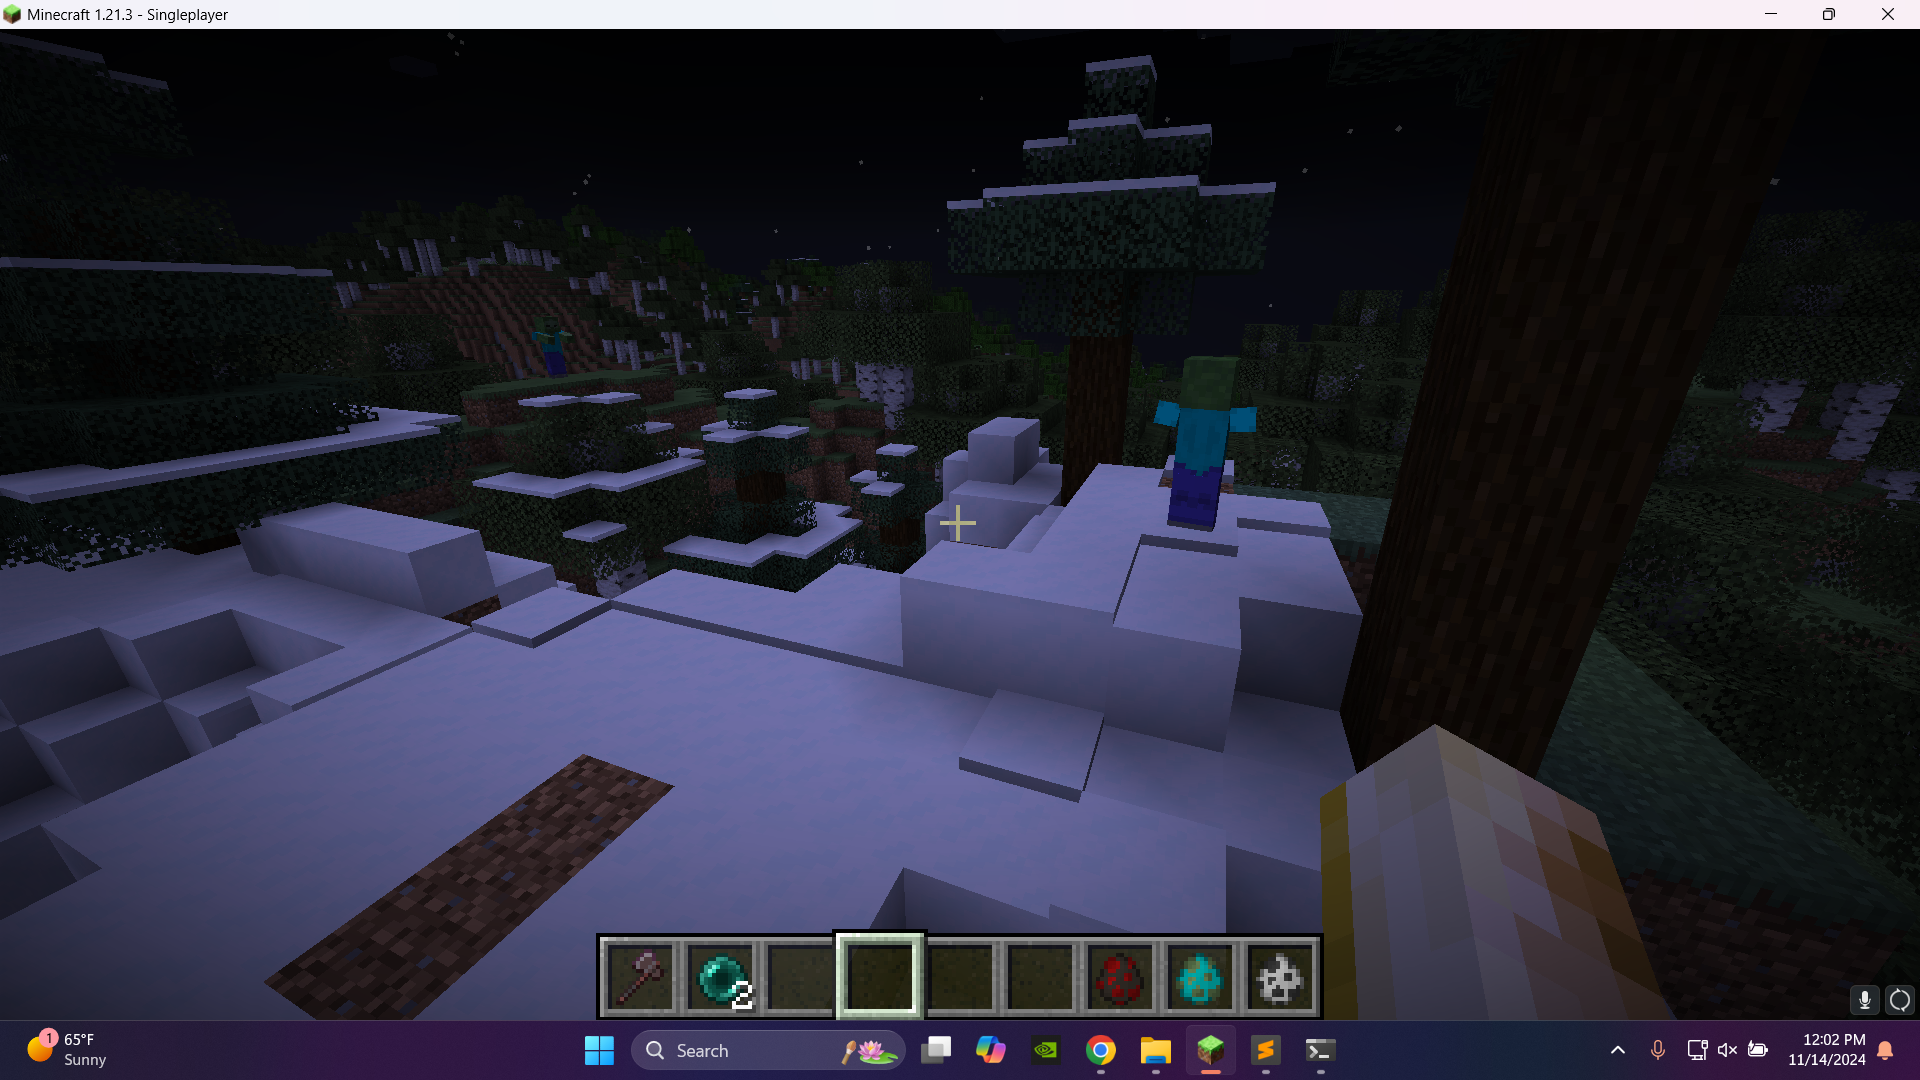 Minecraft 1.21.3 - Singleplayer
2
1
65°F
Sunny
Search
12:02 PM
11/14/2024